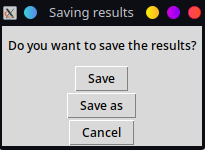 Saving results
Do you want to save the results?
Save
Save as
Cancel